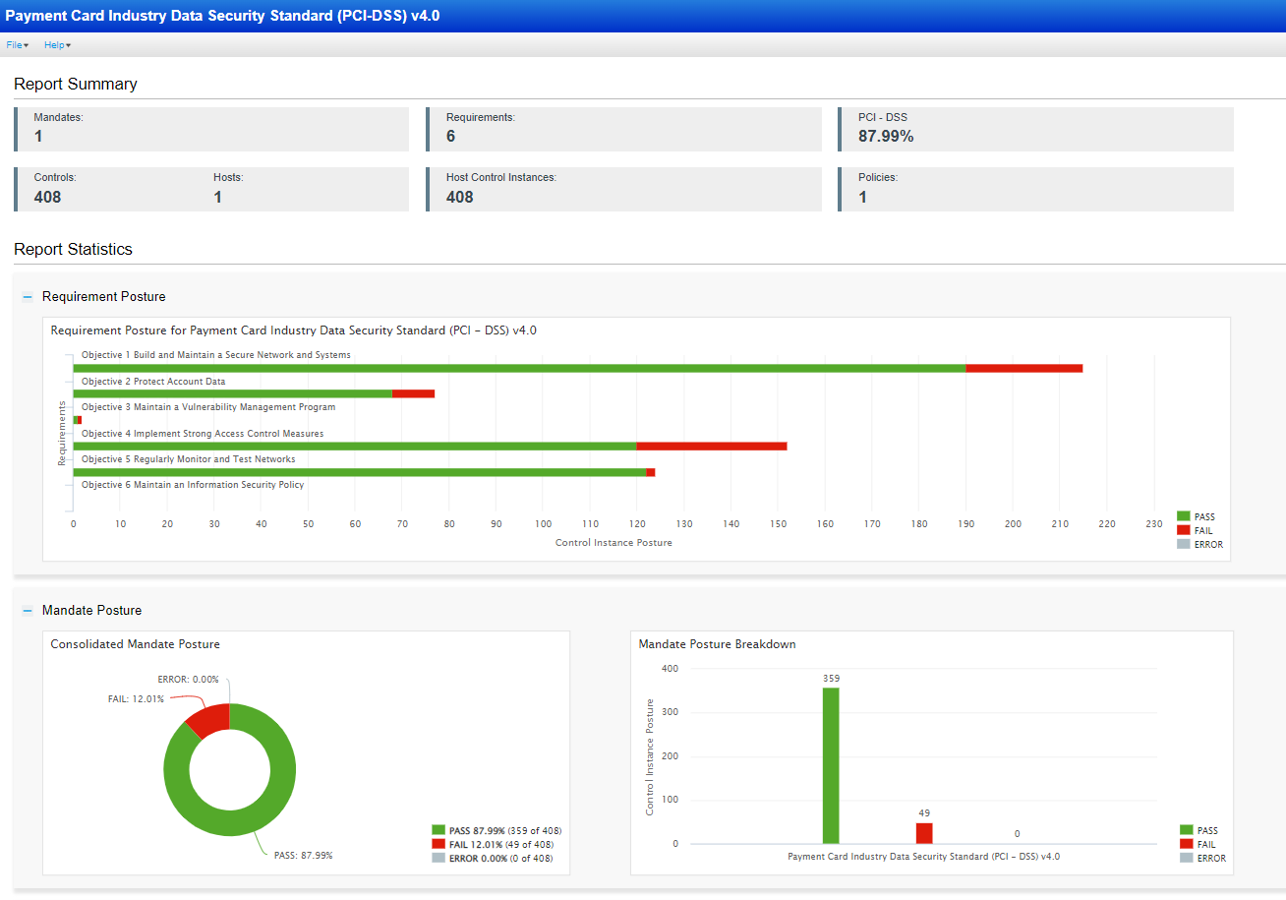 Payment Card Industry Data Security Standard (PCI-DSS) v4.0
File▾ Help▾
Report Summary
Mandates:
1
Requirements:
6
PCI - DSS
87.99%
Controls:
408
Hosts:
1
Host Control Instances:
408
Policies:
1
Report Statistics
Requirement Posture
Requirement Posture for Payment Card Industry Data Security Standard (PCI – DSS) v4.0
Requirements
Objective 1 Build and Maintain a Secure Network and Systems
Objective 2 Protect Account Data
Objective 3 Maintain a Vulnerability Management Program
Objective 4 Implement Strong Access Control Measures
Objective 5 Regularly Monitor and Test Networks
Objective 6 Maintain an Information Security Policy
0 10 20 30 40 50 60 70 80 90 100 110 120 130 140 150 160 170 180 190 200 210 220 230
Control Instance Posture
PASS
FAIL
ERROR
Mandate Posture
Consolidated Mandate Posture
ERROR: 0.00%
FAIL: 12.01%
PASS: 87.99%
PASS 87.99% (359 of 408)
FAIL 12.01% (49 of 408)
ERROR 0.00% (0 of 408)
Mandate Posture Breakdown
Control Instance Posture
400
300
200
100
0
359
49
0
Payment Card Industry Data Security Standard (PCI – DSS) v4.0
PASS
FAIL
ERROR